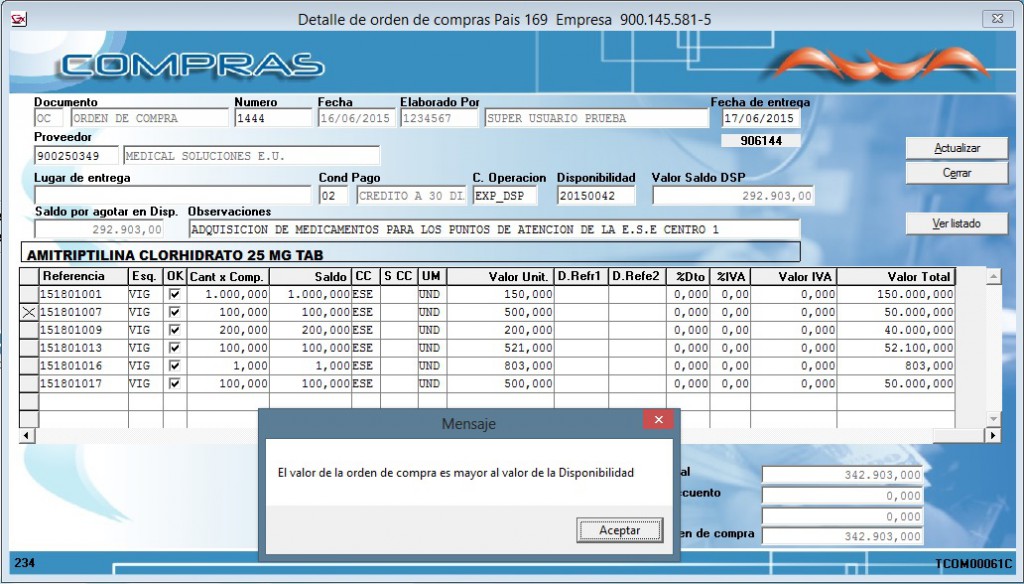 Detalle de orden de compras Pais 169 Empresa 900.145.581-5
COMPRAS
Documento Numero Fecha Elaborado Por Fecha de entrega
OC ORDEN DE COMPRA 1444 16/06/2015 1234567 SUPER USUARIO PRUEBA 17/06/2015
Proveedor 906144
900250349 MEDICAL SOLUCIONES E.U. Actualizar
Cerrar
Lugar de entrega Cond Pago C. Operacion Disponibilidad Valor Saldo DSP
02 CREDITO A 30 DI EXP_DSP 20150042 292.903,00
Saldo por agotar en Disp. Observaciones
292.903,00 ADQUISICION DE MEDICAMENTOS PARA LOS PUNTOS DE ATENCION DE LA E.S.E CENTRO 1 Ver listado
AMITRIPTILINA CLORHIDRATO 25 MG TAB
Referencia Esq. OK Cant x Comp. Saldo CC S CC UM Valor Unit. D.Refr1 D.Refe2 %Dto %IVA Valor IVA Valor Total
151801001 VIG 1.000,000 1.000,000 ESE UND 150,000 0,000 0,00 0,000 150.000,000
151801007 VIG 100,000 100,000 ESE UND 500,000 0,000 0,00 0,000 50.000,000
151801009 VIG 200,000 200,000 ESE UND 200,000 0,000 0,00 0,000 40.000,000
151801013 VIG 100,000 100,000 ESE UND 521,000 0,000 0,00 0,000 52.100,000
151801016 VIG 1,000 1,000 ESE UND 803,000 0,000 0,00 0,000 803,000
151801017 VIG 100,000 100,000 ESE UND 500,000 0,000 0,00 0,000 50.000,000
Mensaje
El valor de la orden de compra es mayor al valor de la Disponibilidad
Aceptar
al 342.903,000
cuento 0,000
0,000
en de compra 342.903,000
234 TCOM00061C